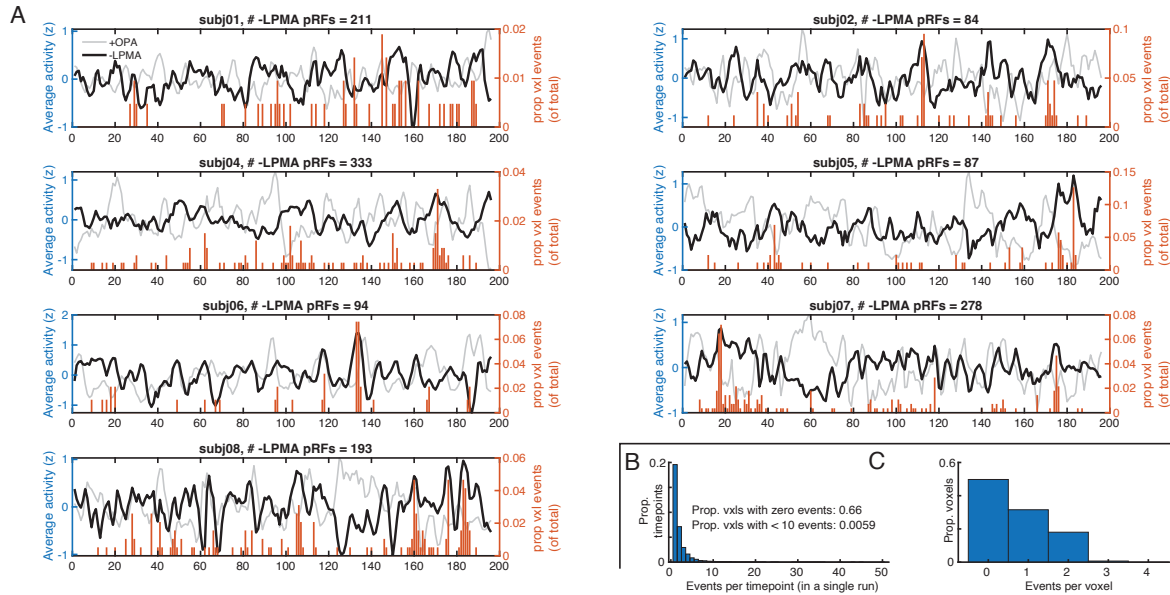 A
subj01, # -LPMA pRFs = 211
+OPA
-LPMA
Average activity (z)
1
0
-1
0 20 40 60 80 100 120 140 160 180 200
0.02
0.01
0
prop vxl events
(of total)
subj02, # -LPMA pRFs = 84
Average activity (z)
1
0
-1
0 20 40 60 80 100 120 140 160 180 200
0.1
0.05
0
prop vxl events
(of total)
subj04, # -LPMA pRFs = 333
Average activity (z)
1
0
-1
0 20 40 60 80 100 120 140 160 180 200
0.04
0.02
0
prop vxl events
(of total)
subj05, # -LPMA pRFs = 87
Average activity (z)
1
0
-1
0 20 40 60 80 100 120 140 160 180 200
0.15
0.1
0.05
0
prop vxl events
(of total)
subj06, # -LPMA pRFs = 94
Average activity (z)
2
1
0
-1
0 20 40 60 80 100 120 140 160 180 200
0.08
0.06
0.04
0.02
0
prop vxl events
(of total)
subj07, # -LPMA pRFs = 278
Average activity (z)
1
0
-1
0 20 40 60 80 100 120 140 160 180 200
0.08
0.06
0.04
0.02
0
prop vxl events
(of total)
subj08, # -LPMA pRFs = 193
Average activity (z)
1
0
-1
0 20 40 60 80 100 120 140 160 180 200
0.06
0.04
0.02
0
prop vxl events
(of total)
B
0.2
0
Prop.
timepoints
Prop. vxls with zero events: 0.66
Prop. vxls with < 10 events: 0.0059
10 20 30 40 50
Events per timepoint (in a single run)
C
0.6
0
Prop. voxels
0 1 2 3 4
Events per voxel